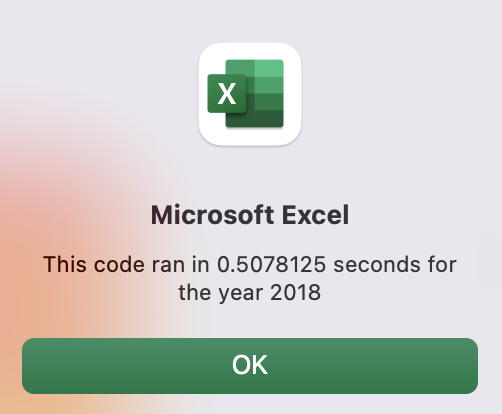 X
Microsoft Excel
This code ran in 0.5078125 seconds for
the year 2018
OK